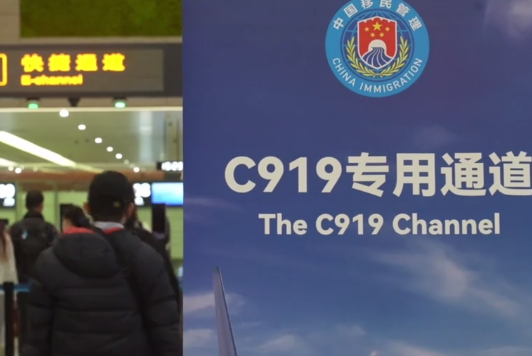 快捷通道
E-channel
中国移民管理
CHINA IMMIGRATION
C919专用通道
The C919 Channel